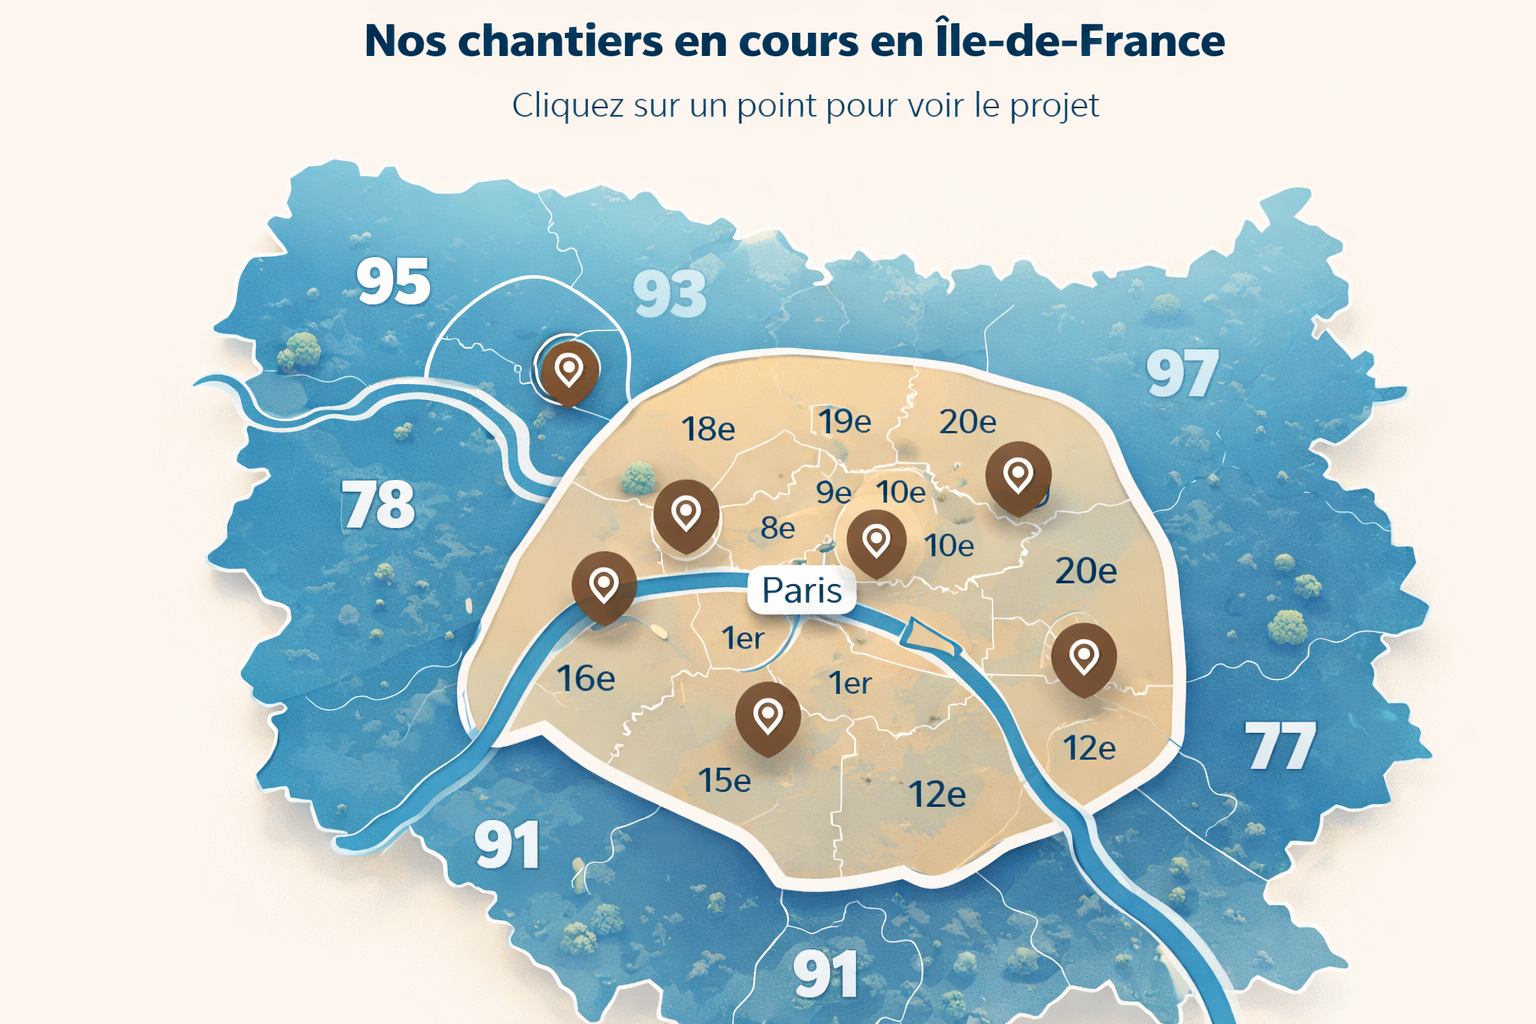 Nos chantiers en cours en Île-de-France
Cliquez sur un point pour voir le projet
95
93
97
18e
19e
20e
78
9e
10e
8e
10e
20e
Paris
1er
16e
1er
77
12e
15e
12e
91
91